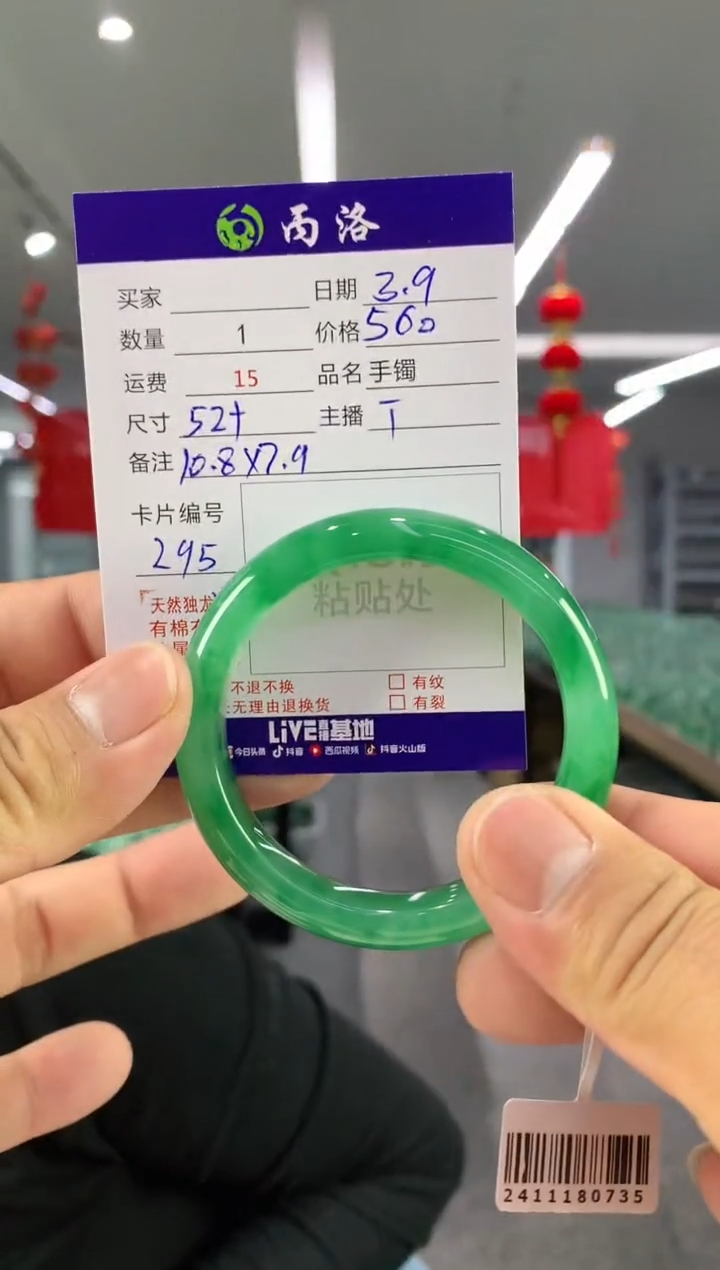 丙洛
买家 日期 3.9
数量 1 价格 560
运费 15 品名 手镯
尺寸 52+ 主播 T
备注 10.8X7.9
卡片编号
295
粘贴处
天然独
有棉
不退不换 有纹
无理由退换货 有裂
LiVE直播基地
今日头条 抖音 西瓜视频 抖音火山版
2411180735